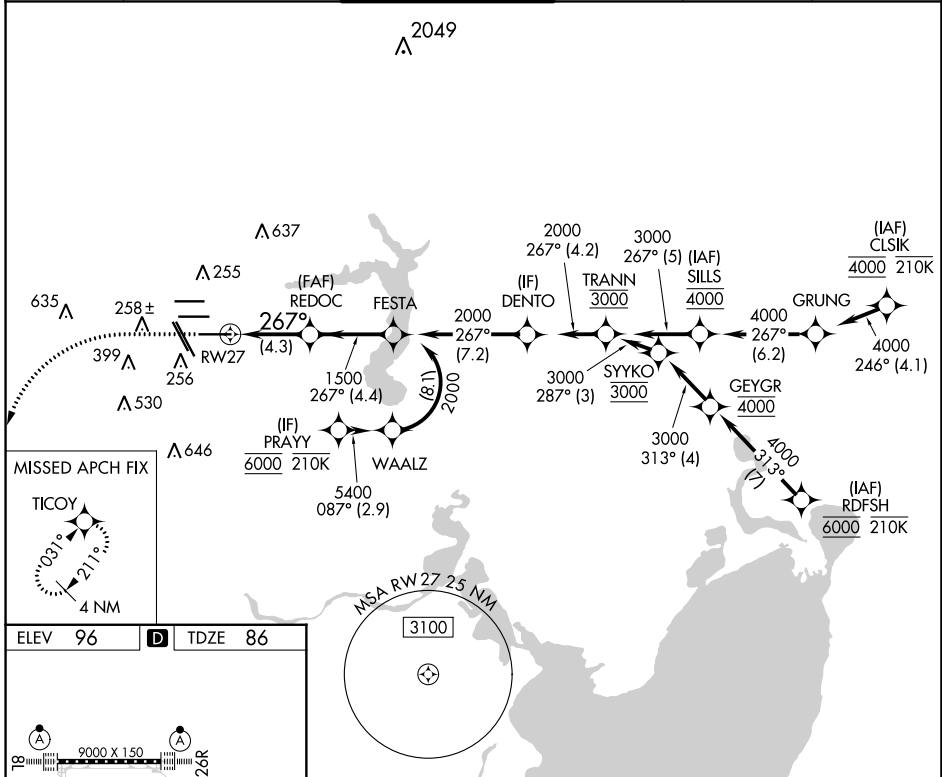 2049
637
255
635
258 ±
399
256
530
646
RW27
267°
(4.3)
(FAF)
REDOC
1500
267° (4.4)
FESTA
2000
267°
(7.2)
(IF)
DENTO
2000
267° (4.2)
TRANN
3000
3000
267° (5)
(IAF)
SILLS
4000
4000
267°
(6.2)
GRUNG
(IAF)
CLSIK
4000 210K
4000
246° (4.1)
(IF)
PRAYY
6000 210K
5400
087° (2.9)
WAALZ
(8.1)
2000
3000
287° (3)
SYYKO
3000
GEYGR
4000
3000
313° (4)
4000
313°
(7)
(IAF)
RDFSH
6000 210K
MISSED APCH FIX
TICOY
031°
211°
4 NM
MSA RW27 25 NM
3100
ELEV 96 D TDZE 86
A
A
8L
9000 X 150
26R